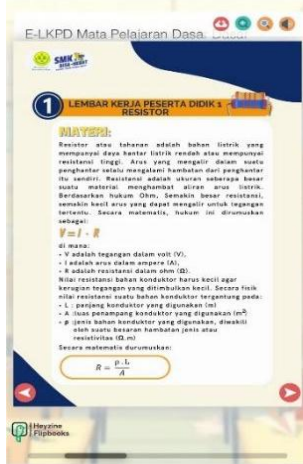 E-LKPD Mata Pelajaran Dasa
SMK
1
LEMBAR KERJA PESERTA DIDIK 1
RESISTOR
MATERI:
Resistor atau tahanan adalah bahan listrik yang
mempunyai daya hantar listrik rendah atau mempunyai
resistansi tinggi. Arus yang mengalir dalam suatu
penghantar selalu mengalami hambatan dari penghantar
itu sendiri. Resistansi adalah ukuran seberapa besar
suatu material menghambat aliran arus listrik.
Berdasarkan hukum Ohm, Semakin besar resistansi,
semakin kecil arus yang dapat mengalir untuk tegangan
tertentu. Secara matematis, hukum ini dirumuskan
sebagai:
V = I · R
di mana:
• V adalah tegangan dalam volt (V),
• I adalah arus dalam ampere (A),
• R adalah resistansi dalam ohm (Ω).
Nilai resistansi bahan konduktor harus kecil agar
kerugian tegangan yang ditimbulkan kecil. Secara fisik
nilai resistansi suatu bahan konduktor tergantung pada:
• L : panjang konduktor yang digunakan (m)
• A :luas penampang konduktor yang digunakan (m²)
• ρ :jenis bahan konduktor yang digunakan, diwakili
oleh suatu besaran hambatan jenis atau
resistivitas (Ω.m)
Secara matematis durumuskan:
R = ρ . L / A
Heyzine
Flipbooks